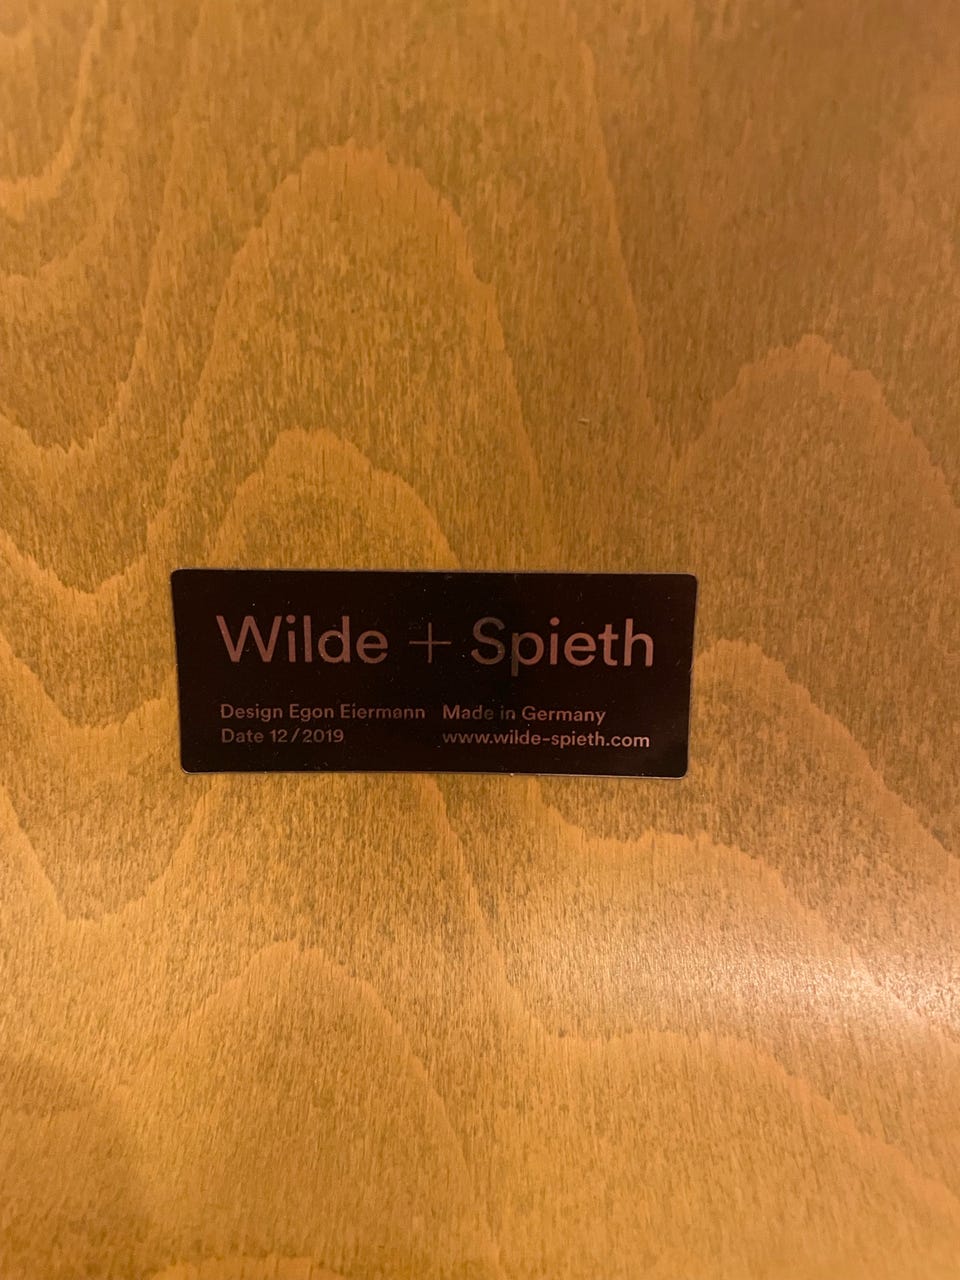 Wilde + Spieth
Design Egon Eiermann Made in Germany
Date 12/2019 www.wilde-spieth.com